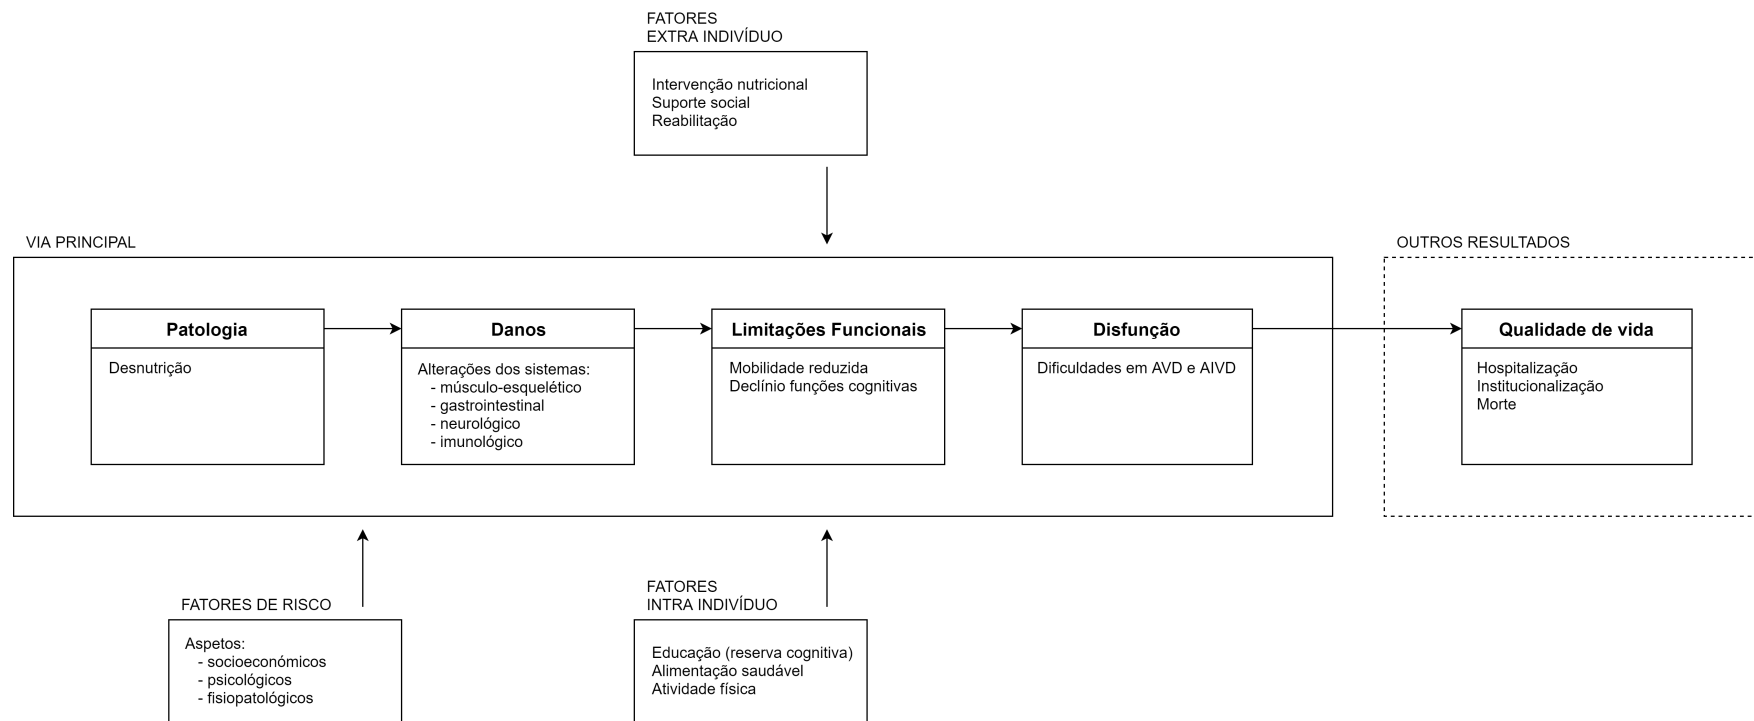 FATORES
EXTRA INDIVÍDUO
Intervenção nutricional
Suporte social
Reabilitação
VIA PRINCIPAL
Patologia
Desnutrição
Danos
Alterações dos sistemas:
- músculo-esquelético
- gastrointestinal
- neurológico
- imunológico
Limitações Funcionais
Mobilidade reduzida
Declínio funções cognitivas
Disfunção
Dificuldades em AVD e AIVD
OUTROS RESULTADOS
Qualidade de vida
Hospitalização
Institucionalização
Morte
FATORES DE RISCO
Aspetos:
- socioeconómicos
- psicológicos
- fisiopatológicos
FATORES
INTRA INDIVÍDUO
Educação (reserva cognitiva)
Alimentação saudável
Atividade física